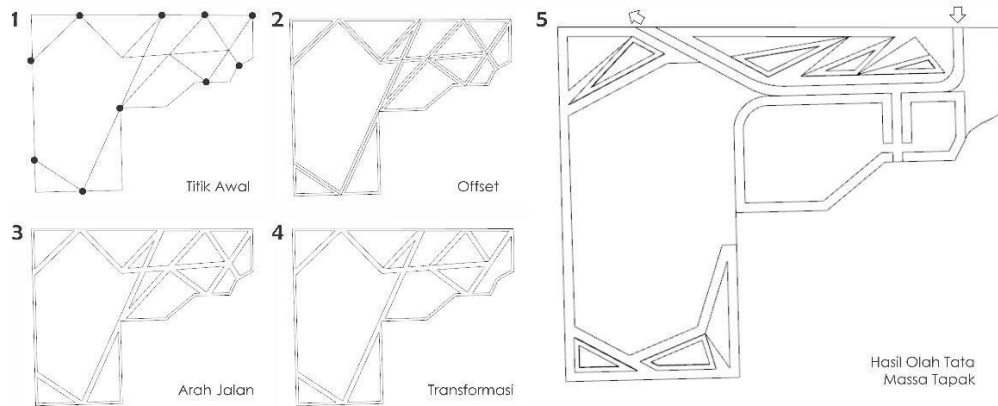 1
Titik Awal
2
Offset
3
Arah Jalan
4
Transformasi
5
Hasil Olah Tata
Massa Tapak